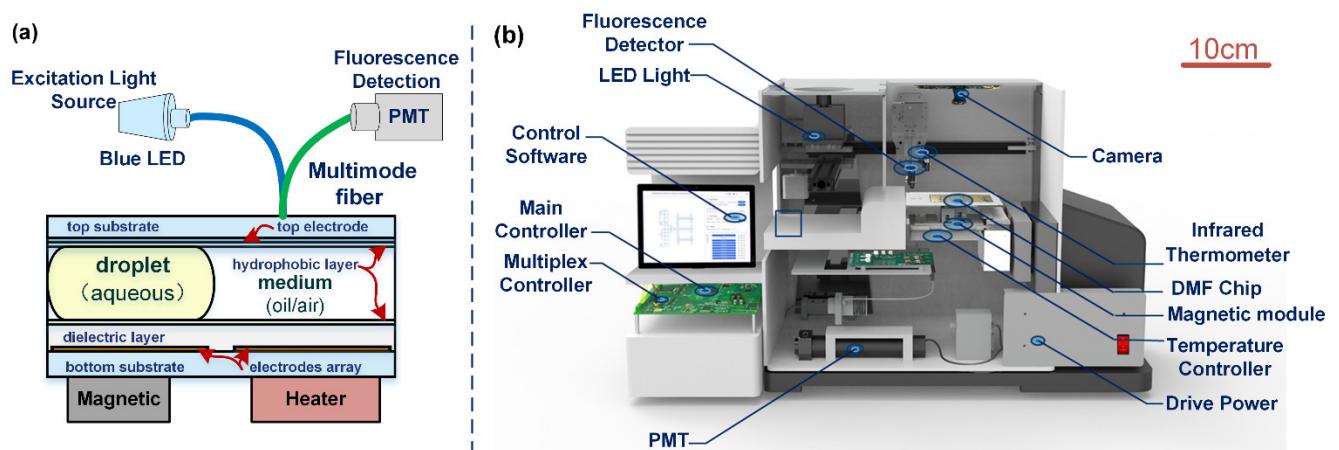 (a)
Excitation Light
Source
Blue LED
Fluorescence
Detection
PMT
Multimode
fiber
top substrate
top electrode
droplet
(aqueous)
hydrophobic layer
medium
(oil/air)
dielectric layer
bottom substrate
electrodes array
Magnetic
Heater
(b)
Fluorescence
Detector
LED Light
Control
Software
Main
Controller
Multiplex
Controller
PMT
10cm
Camera
Infrared
Thermometer
DMF Chip
Magnetic module
Temperature
Controller
Drive Power